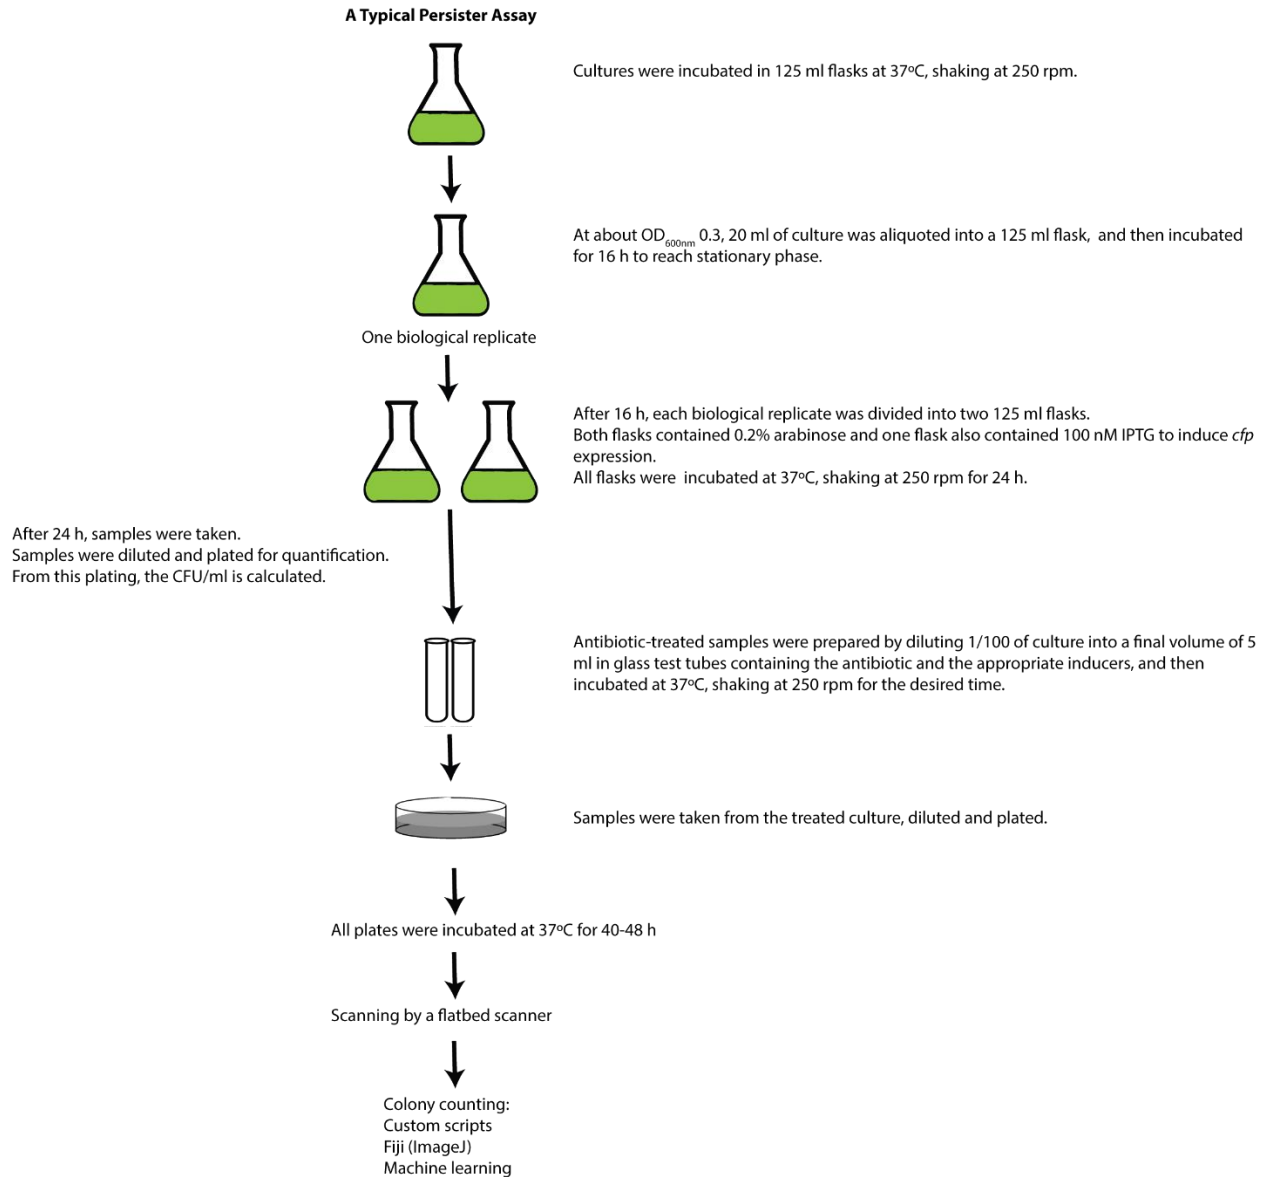 A Typical Persister Assay
Cultures were incubated in 125 ml flasks at 37ºC, shaking at 250 rpm.
At about OD600nm 0.3, 20 ml of culture was aliquoted into a 125 ml flask, and then incubated
for 16 h to reach stationary phase.
One biological replicate
After 16 h, each biological replicate was divided into two 125 ml flasks.
Both flasks contained 0.2% arabinose and one flask also contained 100 nM IPTG to induce cfp
expression.
All flasks were incubated at 37ºC, shaking at 250 rpm for 24 h.
After 24 h, samples were taken.
Samples were diluted and plated for quantification.
From this plating, the CFU/ml is calculated.
Antibiotic-treated samples were prepared by diluting 1/100 of culture into a final volume of 5
ml in glass test tubes containing the antibiotic and the appropriate inducers, and then
incubated at 37ºC, shaking at 250 rpm for the desired time.
Samples were taken from the treated culture, diluted and plated.
All plates were incubated at 37ºC for 40-48 h
Scanning by a flatbed scanner
Colony counting:
Custom scripts
Fiji (ImageJ)
Machine learning